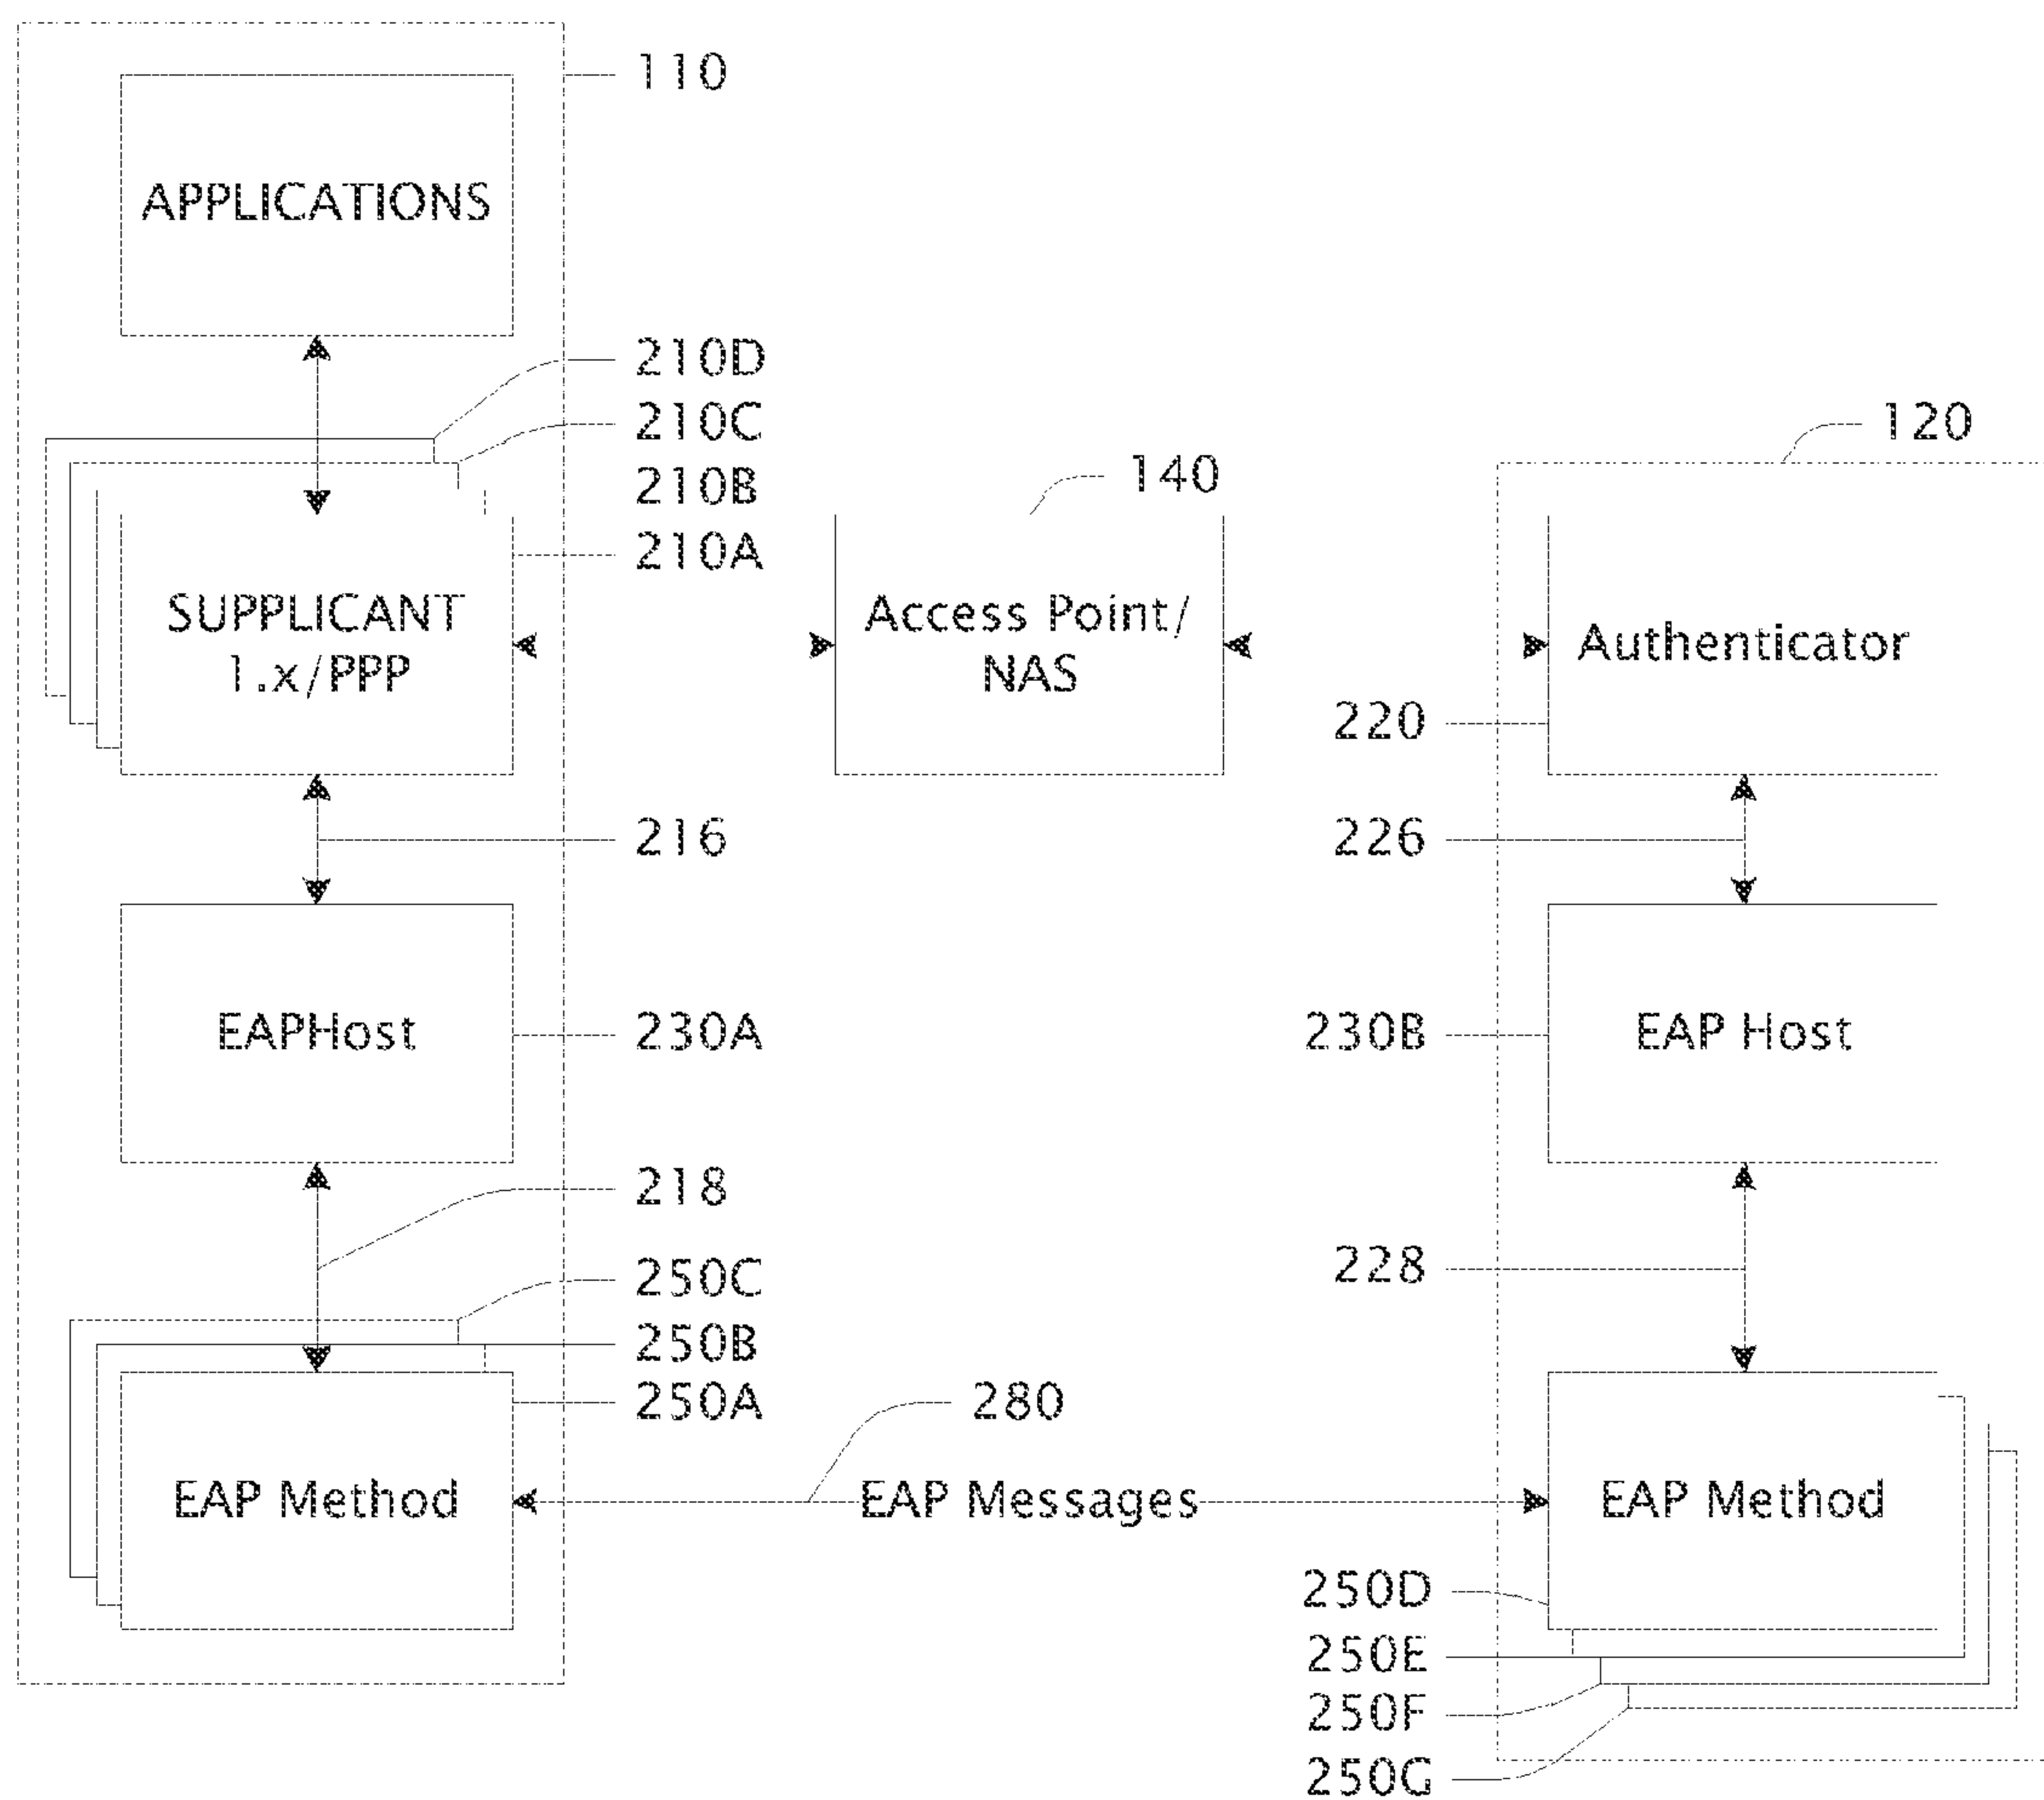 110
APPLICATIONS
210D
210C
210B
210A
120
140
SUPPLICANT
1.x/PPP
Access Point/
NAS
Authenticator
220
216
226
EAPHost
230A
230B
EAP Host
218
228
250C
250B
250A
280
EAP Method
EAP Messages
EAP Method
250D
250E
250F
250G